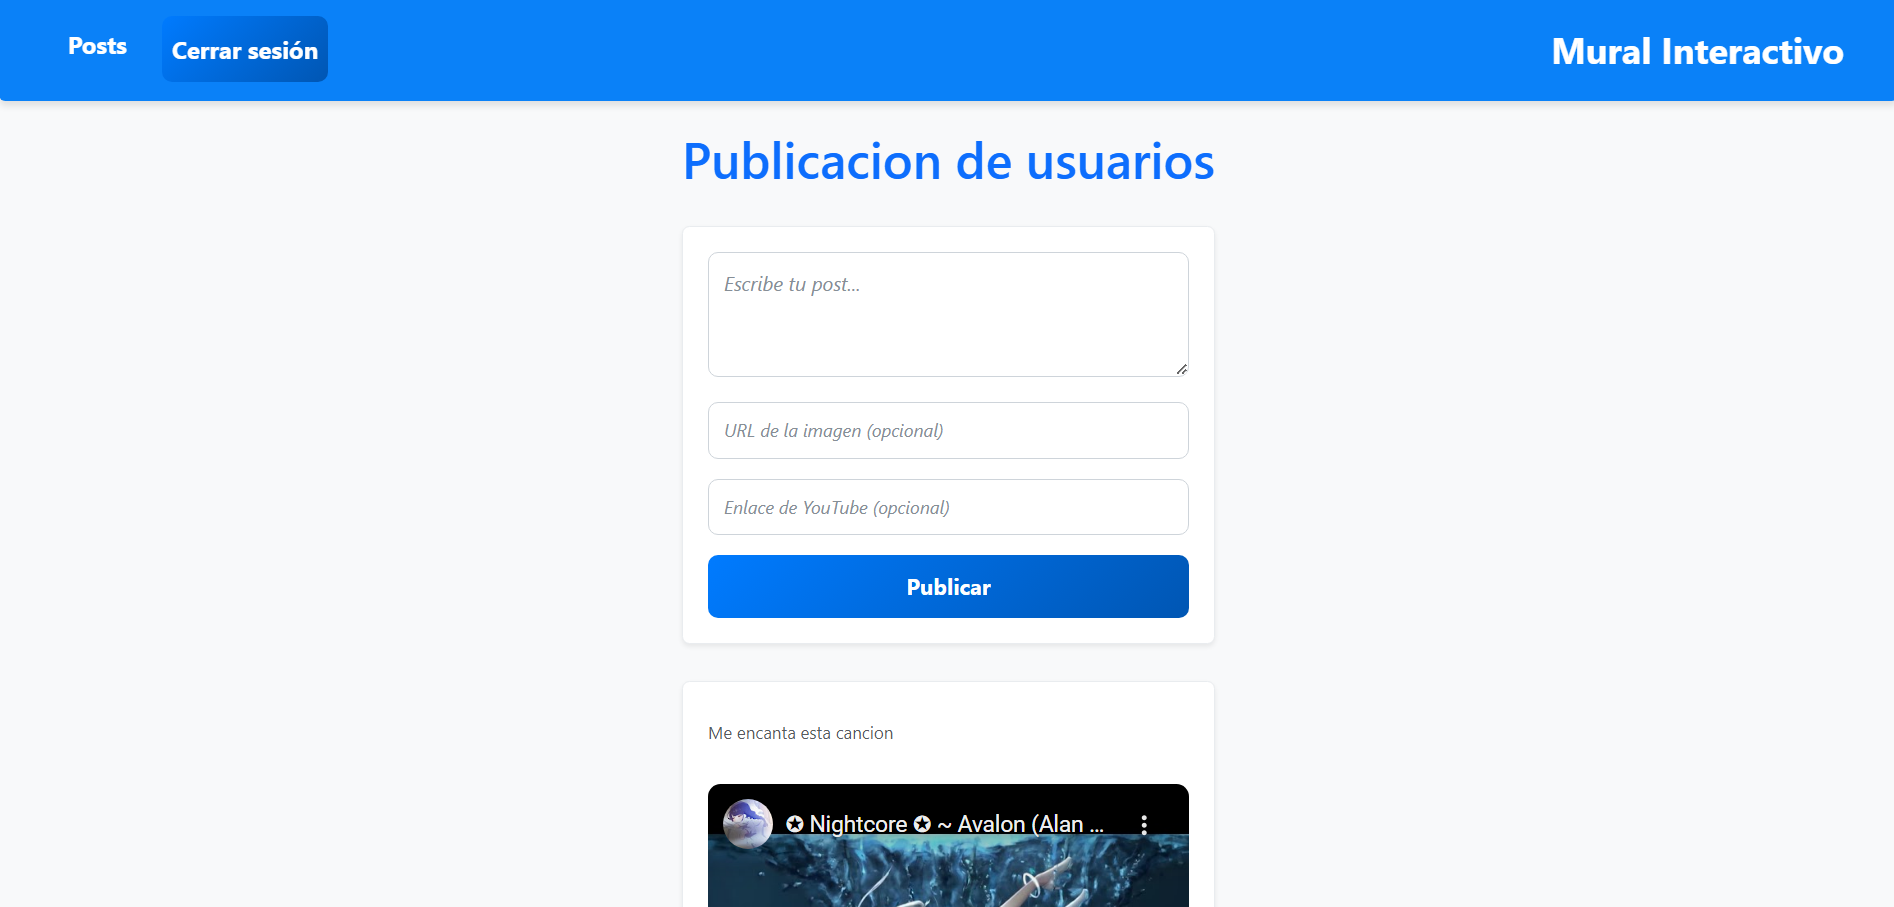 Posts
Cerrar sesión
Mural Interactivo
Publicacion de usuarios
Escribe tu post...
URL de la imagen (opcional)
Enlace de YouTube (opcional)
Publicar
Me encanta esta cancion
✪ Nightcore ✪ ~ Avalon (Alan ...